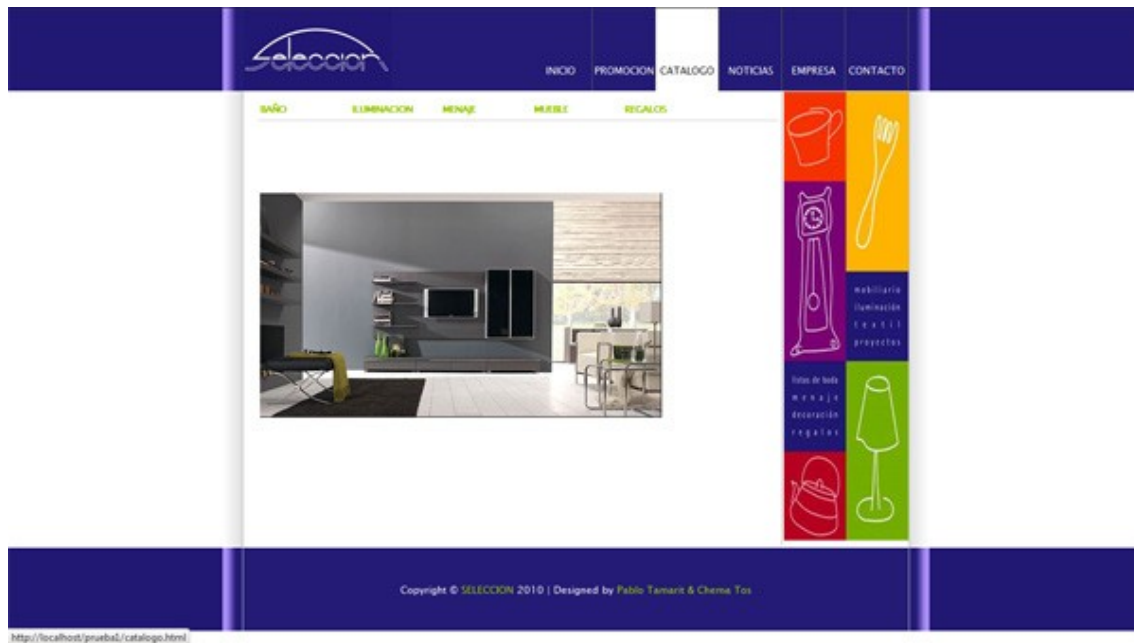 Seleccion
INICIO PROMOCION CATALOGO NOTICIAS EMPRESA CONTACTO
BAÑO ILUMINACION MENAJE MUEBLE REGALOS
mobiliario
iluminación
textil
proyectos
listas de boda
menaje
decoración
regalos
Copyright © SELECCION 2010 | Designed by Pablo Tamarit & Chema Tos
http://localhost/prueba1/catalogo.html